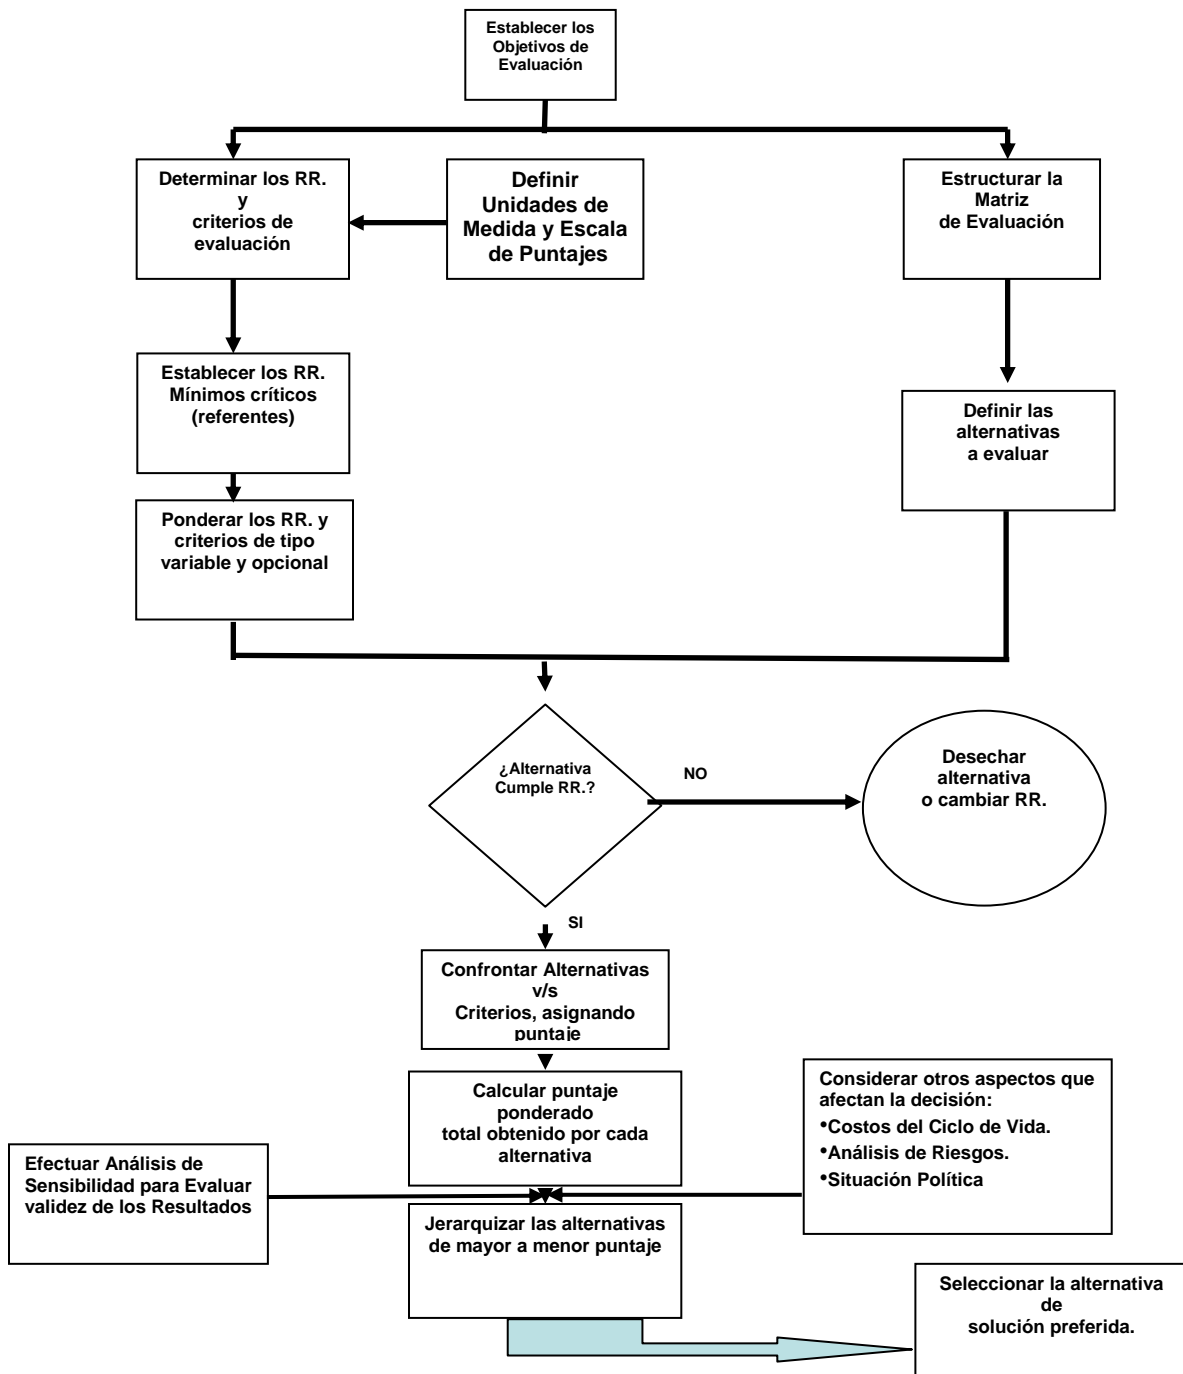 Establecer los
Objetivos de
Evaluación
Determinar los RR.
y
criterios de
evaluación
Definir
Unidades de
Medida y Escala
de Puntajes
Estructurar la
Matriz
de Evaluación
Establecer los RR.
Mínimos críticos
(referentes)
Definir las
alternativas
a evaluar
Ponderar los RR. y
criterios de tipo
variable y opcional
¿Alternativa
Cumple RR.?
NO
Desechar
alternativa
o cambiar RR.
SI
Confrontar Alternativas
v/s
Criterios, asignando
puntaje
Calcular puntaje
ponderado
total obtenido por cada
alternativa
Considerar otros aspectos que
afectan la decisión:
•Costos del Ciclo de Vida.
•Análisis de Riesgos.
•Situación Política
Efectuar Análisis de
Sensibilidad para Evaluar
validez de los Resultados
Jerarquizar las alternativas
de mayor a menor puntaje
Seleccionar la alternativa
de
solución preferida.